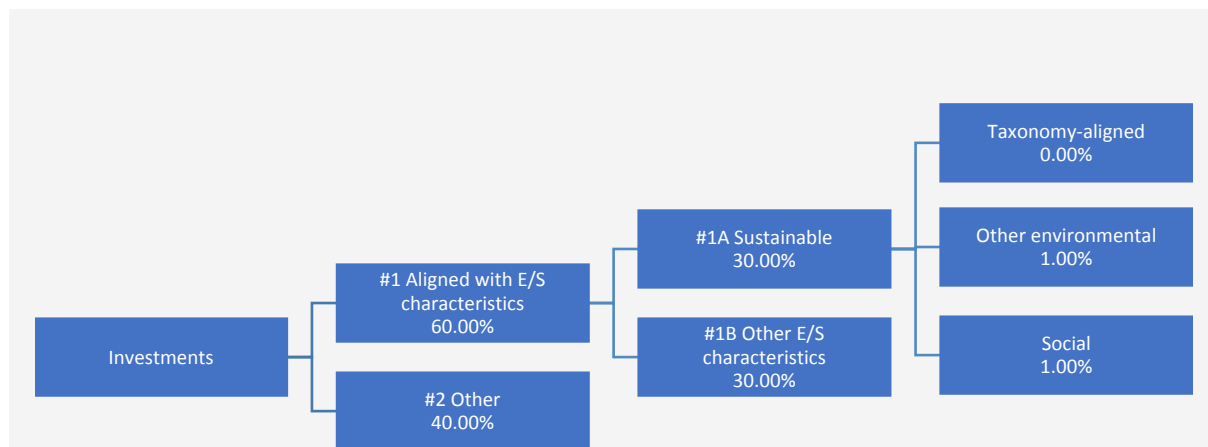 Investments
#1 Aligned with E/S
characteristics
60.00%
#2 Other
40.00%
#1A Sustainable
30.00%
#1B Other E/S
characteristics
30.00%
Taxonomy-aligned
0.00%
Other environmental
1.00%
Social
1.00%